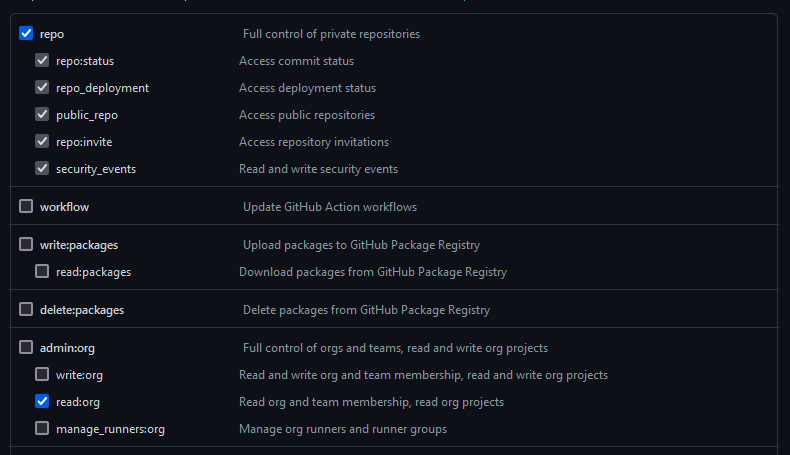 repo Full control of private repositories
repo:status Access commit status
repo_deployment Access deployment status
public_repo Access public repositories
repo:invite Access repository invitations
security_events Read and write security events
workflow Update GitHub Action workflows
write:packages Upload packages to GitHub Package Registry
read:packages Download packages from GitHub Package Registry
delete:packages Delete packages from GitHub Package Registry
admin:org Full control of orgs and teams, read and write org projects
write:org Read and write org and team membership, read and write org projects
read:org Read org and team membership, read org projects
manage_runners:org Manage org runners and runner groups